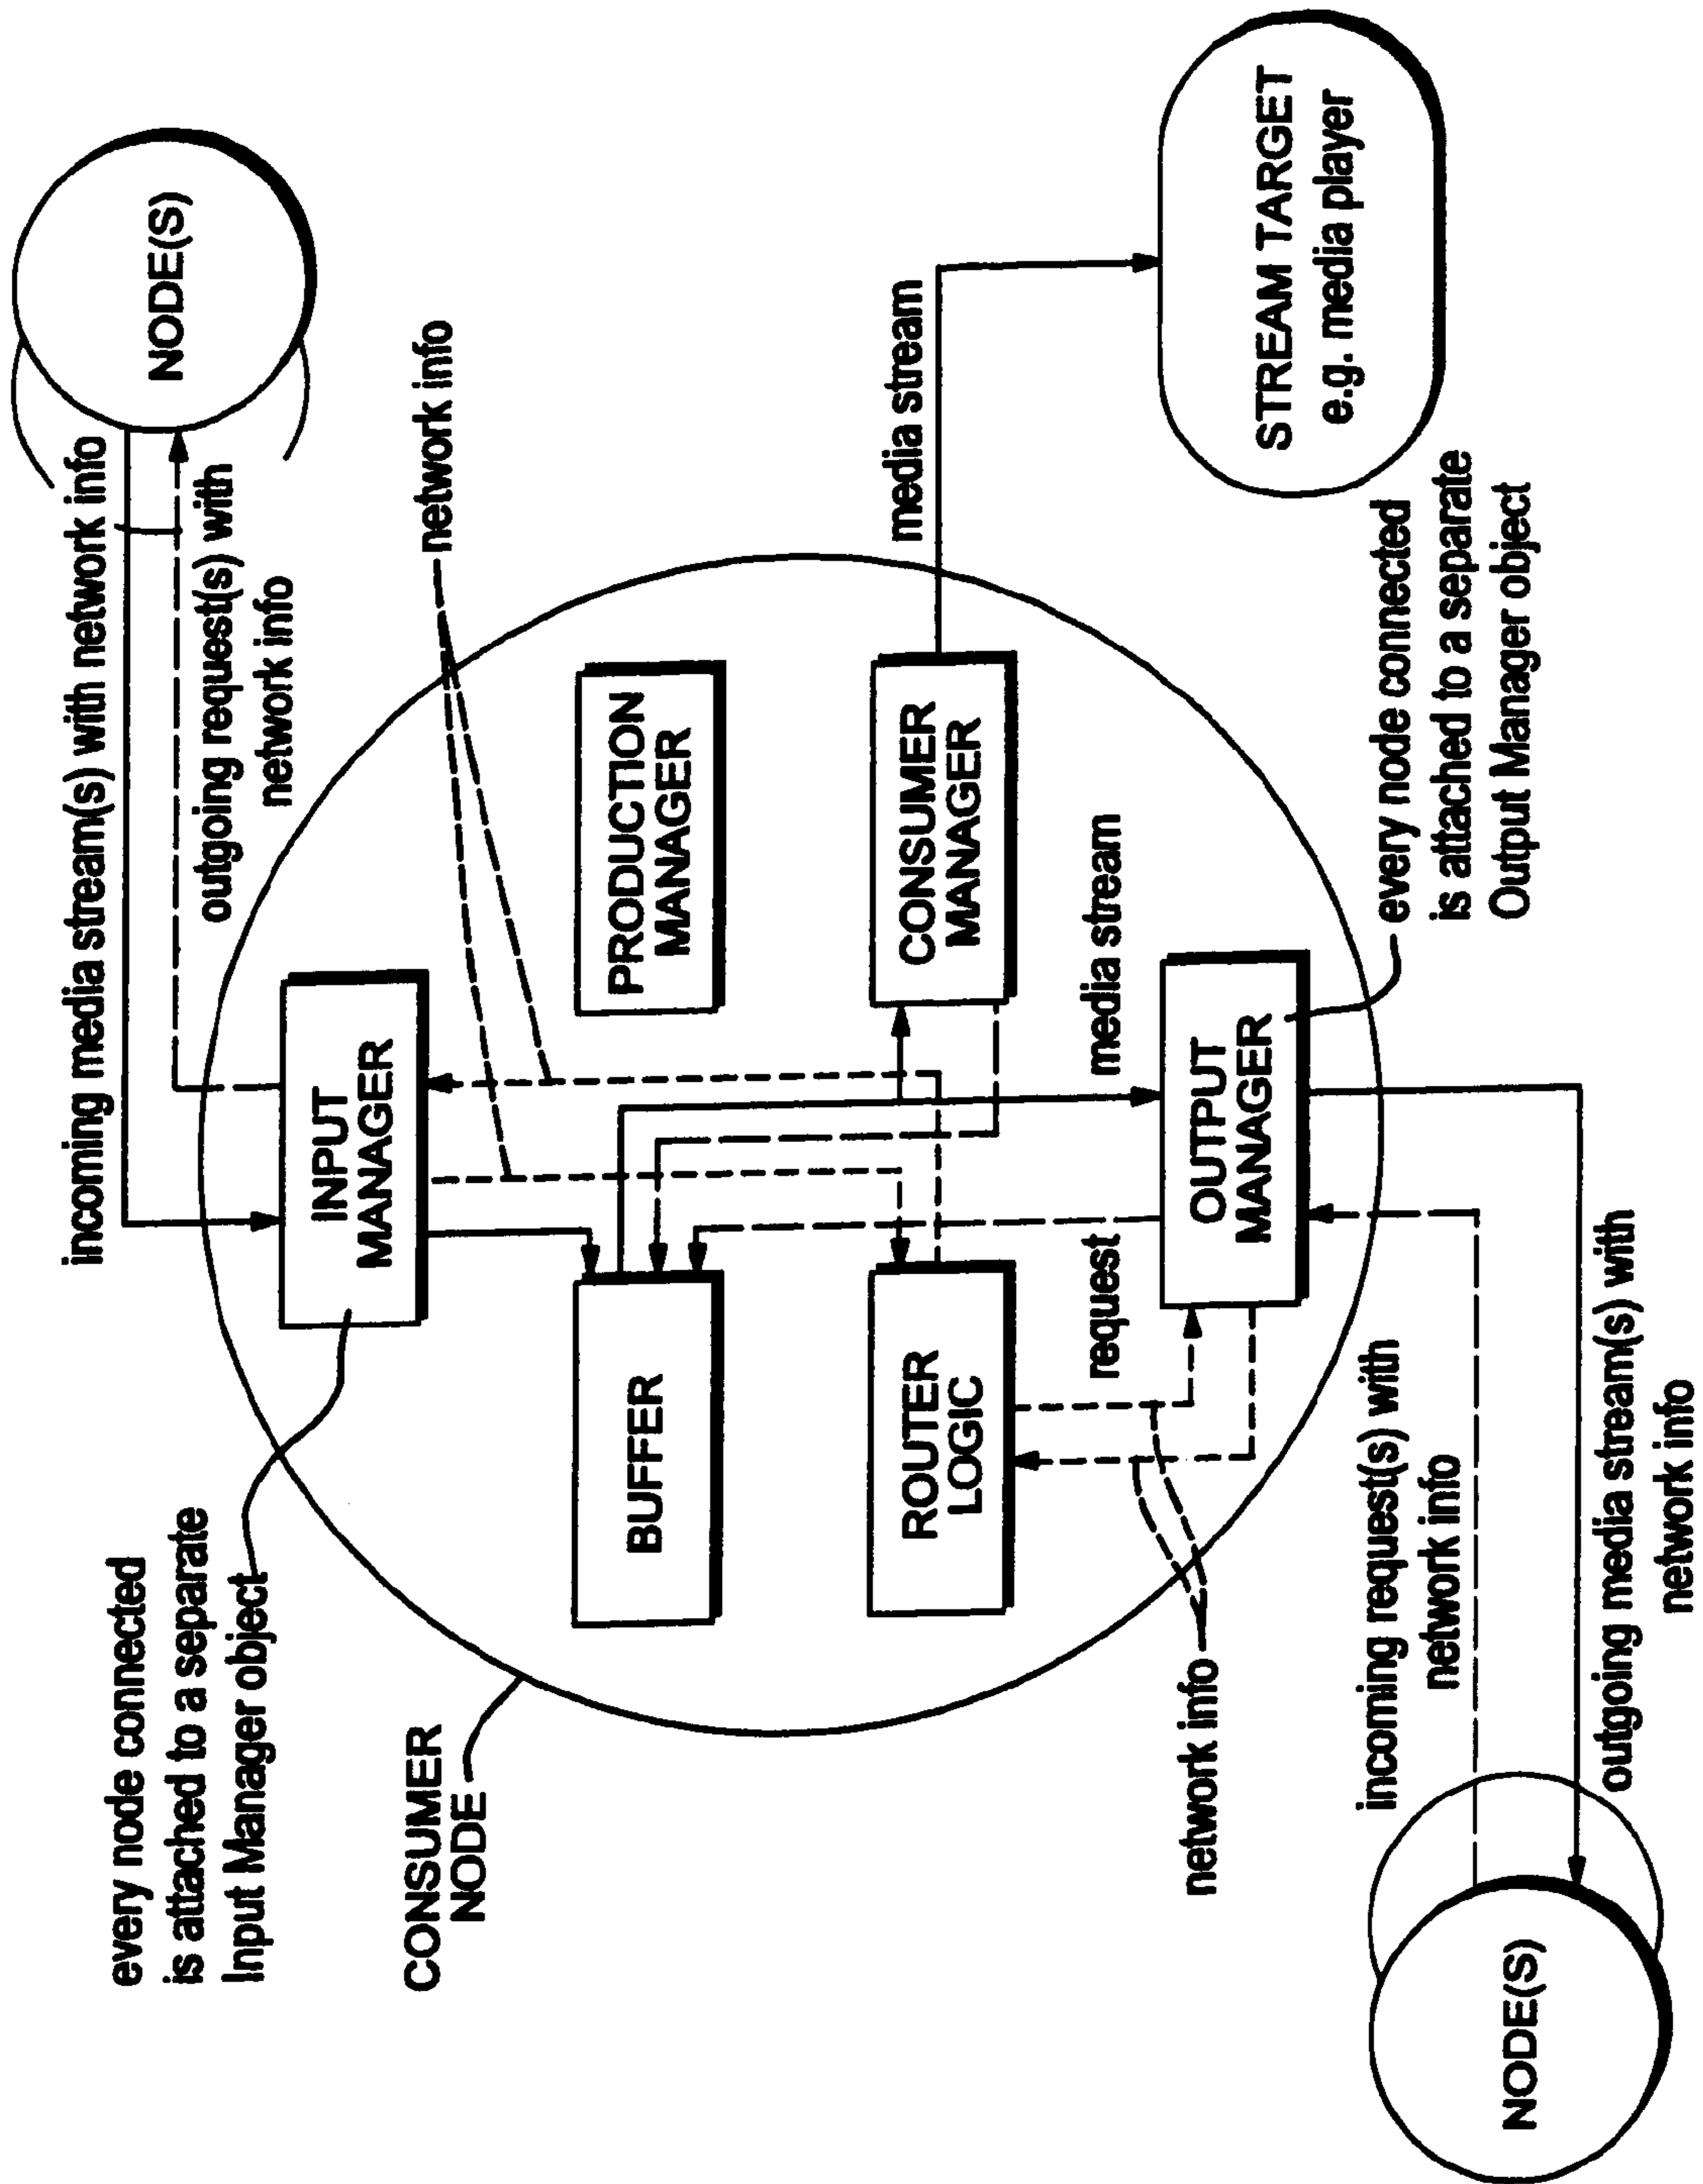 every node connected
is attached to a separate
Input Manager object
incoming media stream(s) with network info
outgoing request(s) with
network info
NODE(S)
CONSUMER
NODE
INPUT
MANAGER
network info
BUFFER
PRODUCTION
MANAGER
ROUTER
LOGIC
CONSUMER
MANAGER
media stream
network info
request
media stream
OUTPUT
MANAGER
STREAM TARGET
e.g. media player
incoming request(s) with
network info
every node connected
is attached to a separate
Output Manager object
NODE(S)
outgoing media stream(s) with
network info